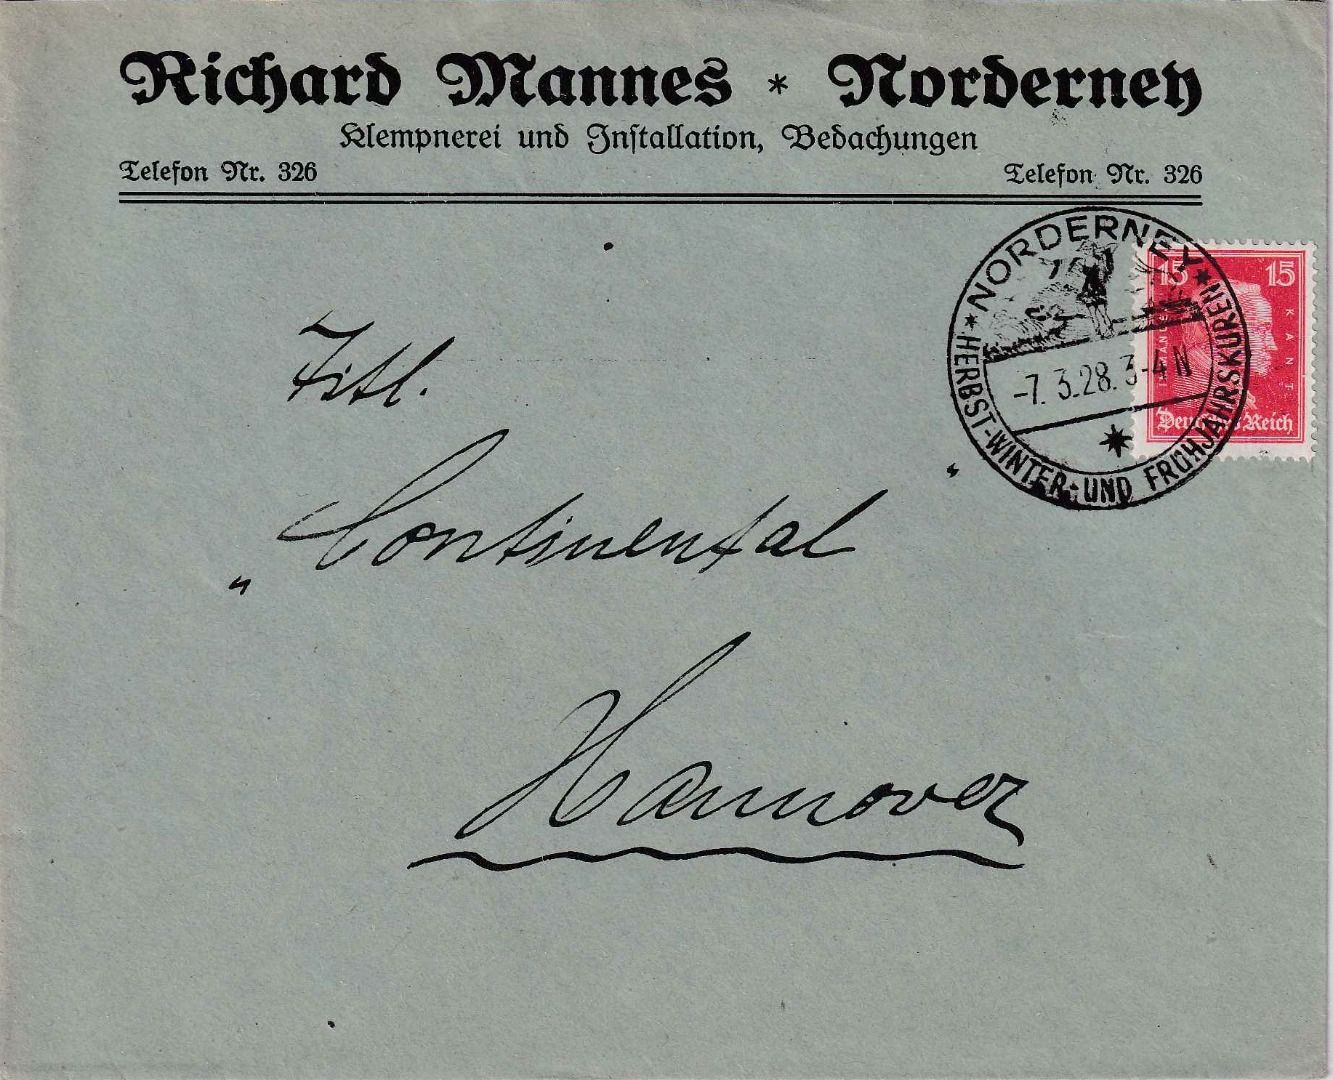 Richard Mannes * Norderney
Klempnerei und Installation, Bedachungen
Telefon Nr. 326 Telefon Nr. 326
* NORDERNEY *
-7. 3.28. 3-4 N
HERBST-WINTER- UND FRÜHJAHRSKUREN
15 15
KANT
Deutsches Reich
Titl.
„Continental"
Hannover